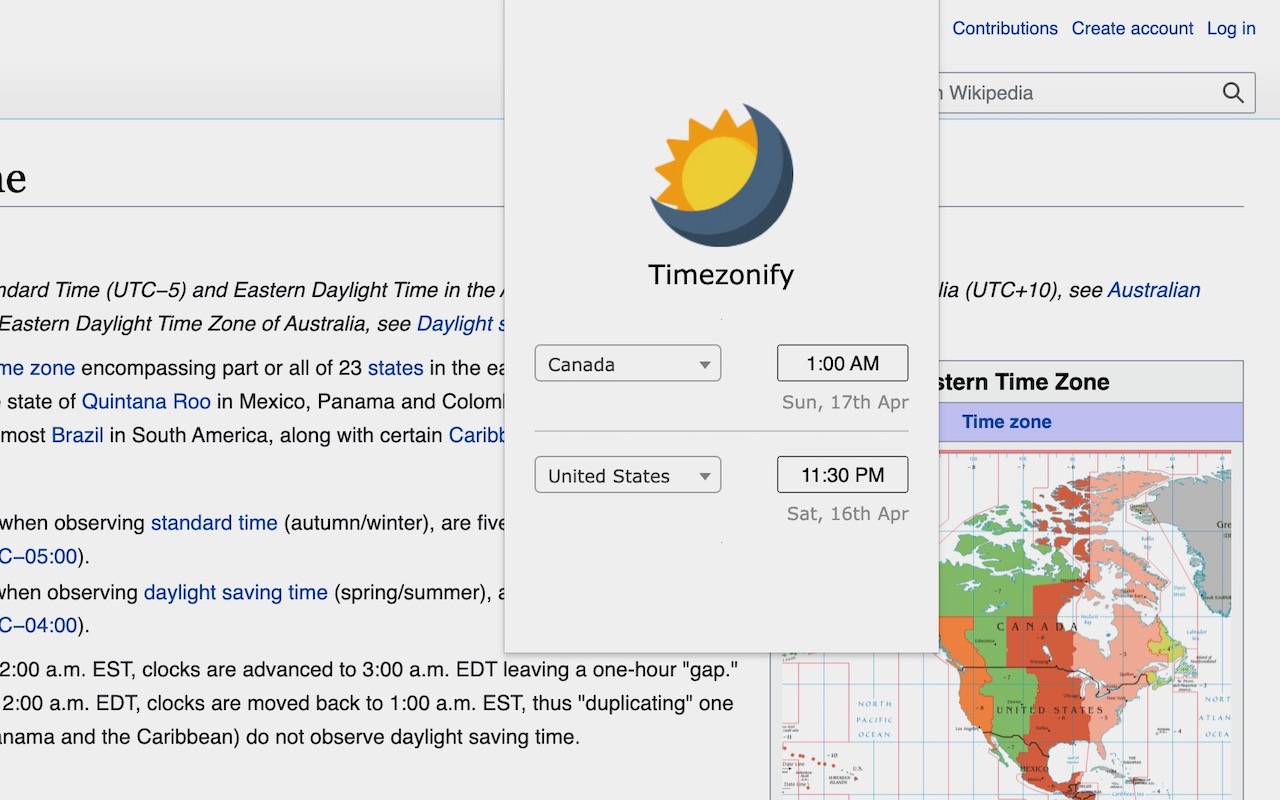 Contributions Create account Log in
Wikipedia
Timezonify
ndard Time (UTC−5) and Eastern Daylight Time in the
lia (UTC+10), see Australian
Eastern Daylight Time Zone of Australia, see Daylight s
Canada 1:00 AM
Sun, 17th Apr
United States 11:30 PM
Sat, 16th Apr
me zone encompassing part or all of 23 states in the ea
state of Quintana Roo in Mexico, Panama and Colom
most Brazil in South America, along with certain Caribb
when observing standard time (autumn/winter), are five
C−05:00).
when observing daylight saving time (spring/summer), a
C−04:00).
2:00 a.m. EST, clocks are advanced to 3:00 a.m. EDT leaving a one-hour "gap."
2:00 a.m. EDT, clocks are moved back to 1:00 a.m. EST, thus "duplicating" one
anama and the Caribbean) do not observe daylight saving time.
stern Time Zone
Time zone
CANADA
UNITED STATES
MEXICO
NORTH
PACIFIC
OCEAN
NORT
ATLAN
OCEA